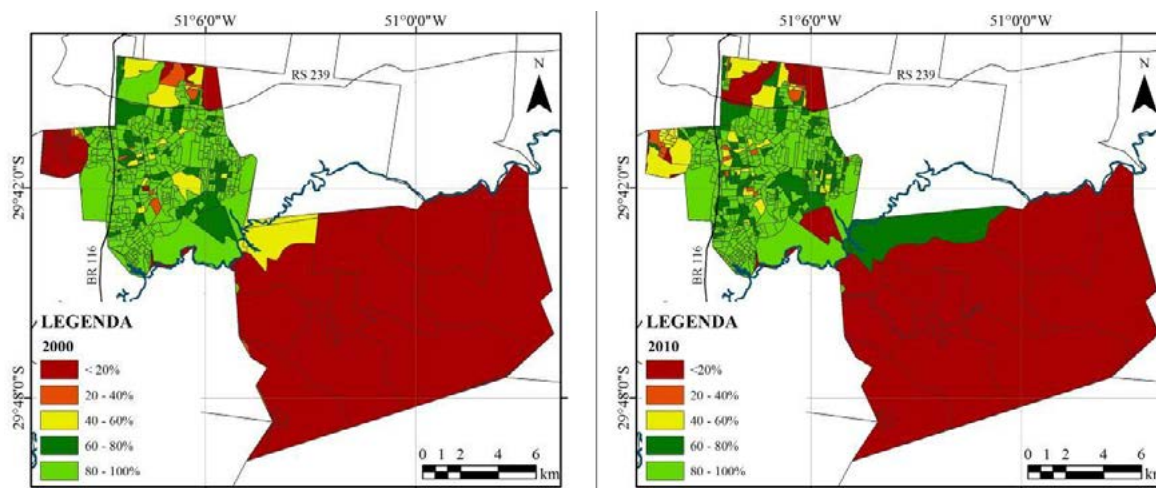 51°6'0"W 51°0'0"W
N
RS 239
29°42'0"S
BR 116
LEGENDA
2000
< 20%
20 - 40%
40 - 60%
60 - 80%
80 - 100%
29°48'0"S
0 1 2 4 6
km
51°6'0"W 51°0'0"W
N
RS 239
29°42'0"S
BR 116
LEGENDA
2010
<20%
20 - 40%
40 - 60%
60 - 80%
80 - 100%
29°48'0"S
0 1 2 4 6
km